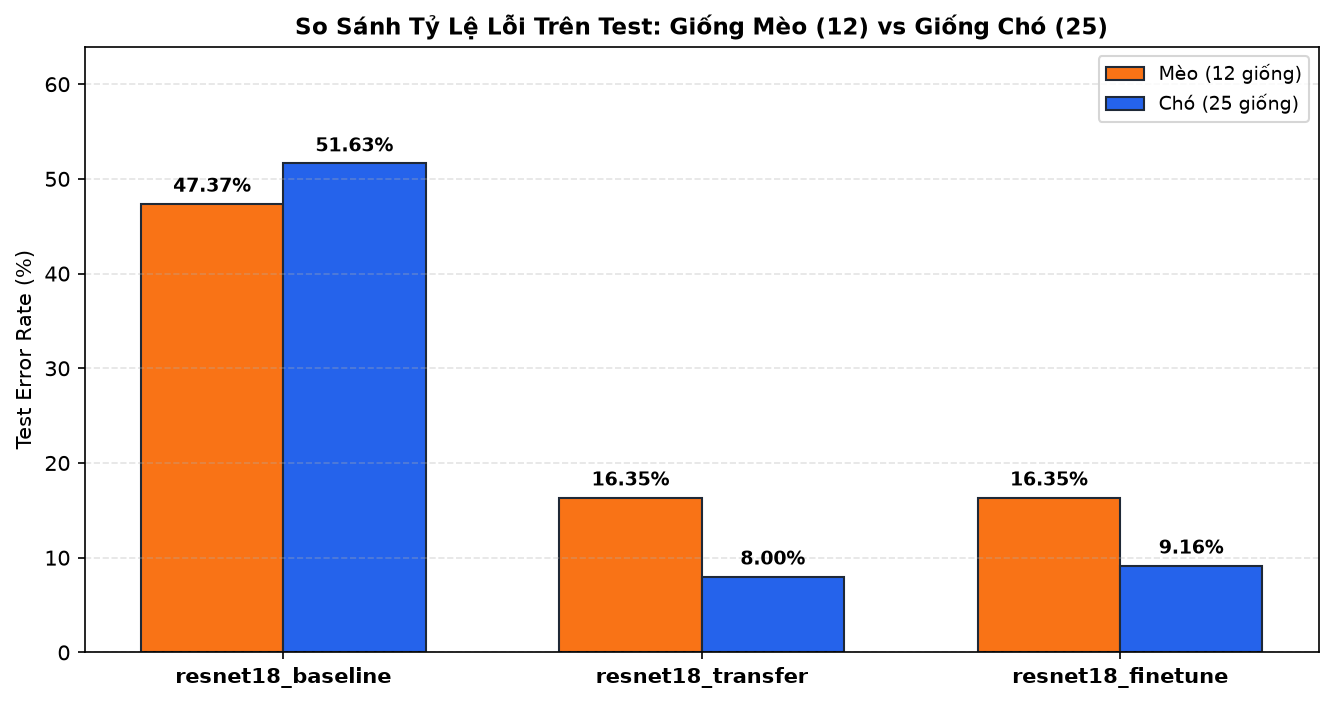 So Sánh Tỷ Lệ Lỗi Trên Test: Giống Mèo (12) vs Giống Chó (25)
Mèo (12 giống)
Chó (25 giống)
Test Error Rate (%)
60
50
40
30
20
10
0
47.37%
51.63%
16.35%
8.00%
16.35%
9.16%
resnet18_baseline
resnet18_transfer
resnet18_finetune